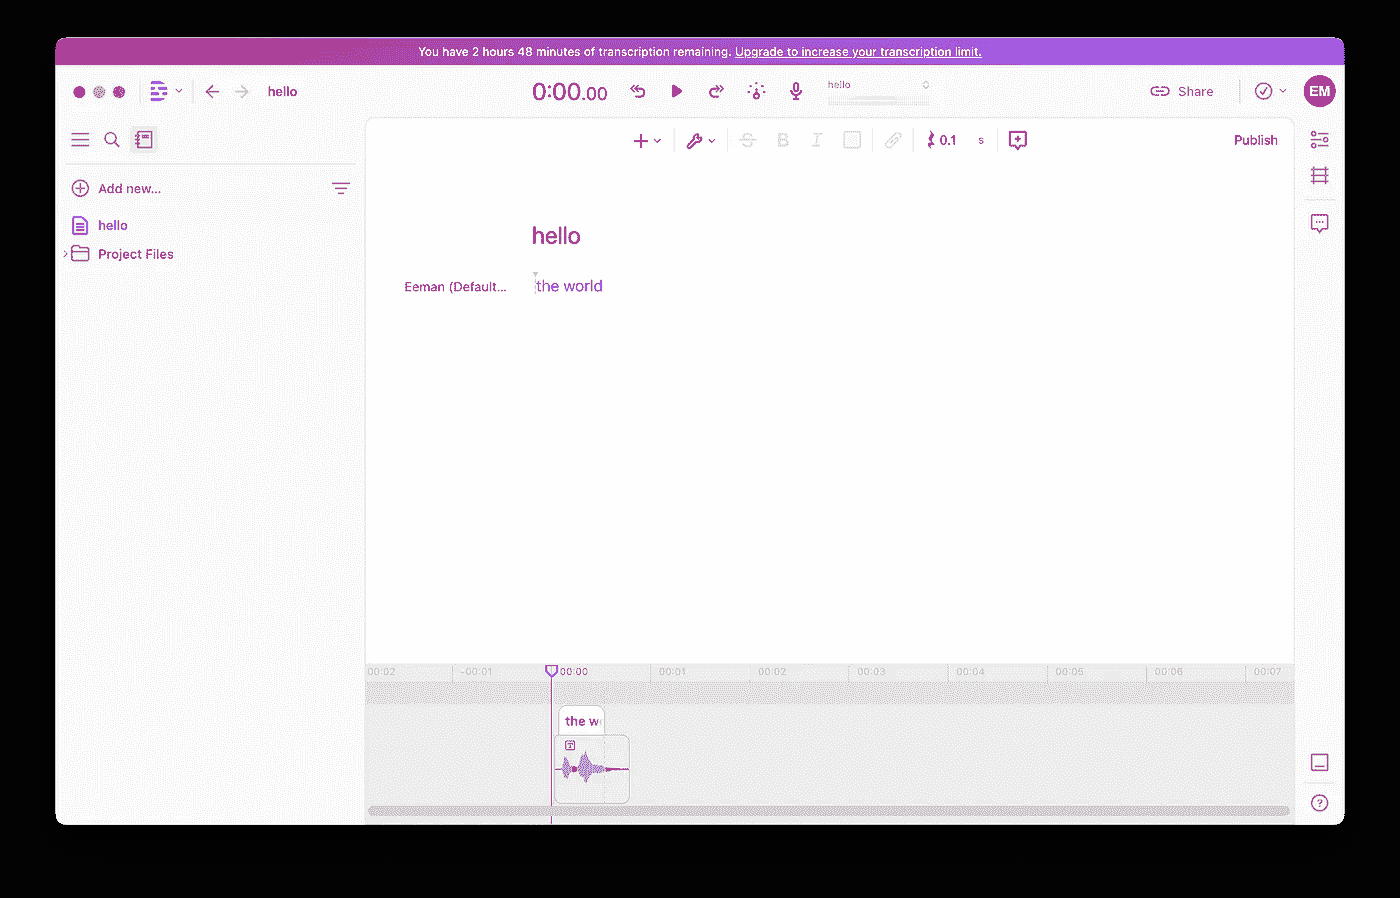 You have 2 hours 48 minutes of transcription remaining. Upgrade to increase your transcription limit.
hello
0:00.00
hello
Share
EM
0.1 s
Publish
Add new...
hello
Project Files
hello
Eeman (Default...
the world
00:02 -00:01 00:00 00:01 00:02 00:03 00:04 00:05 00:06 00:07
the w